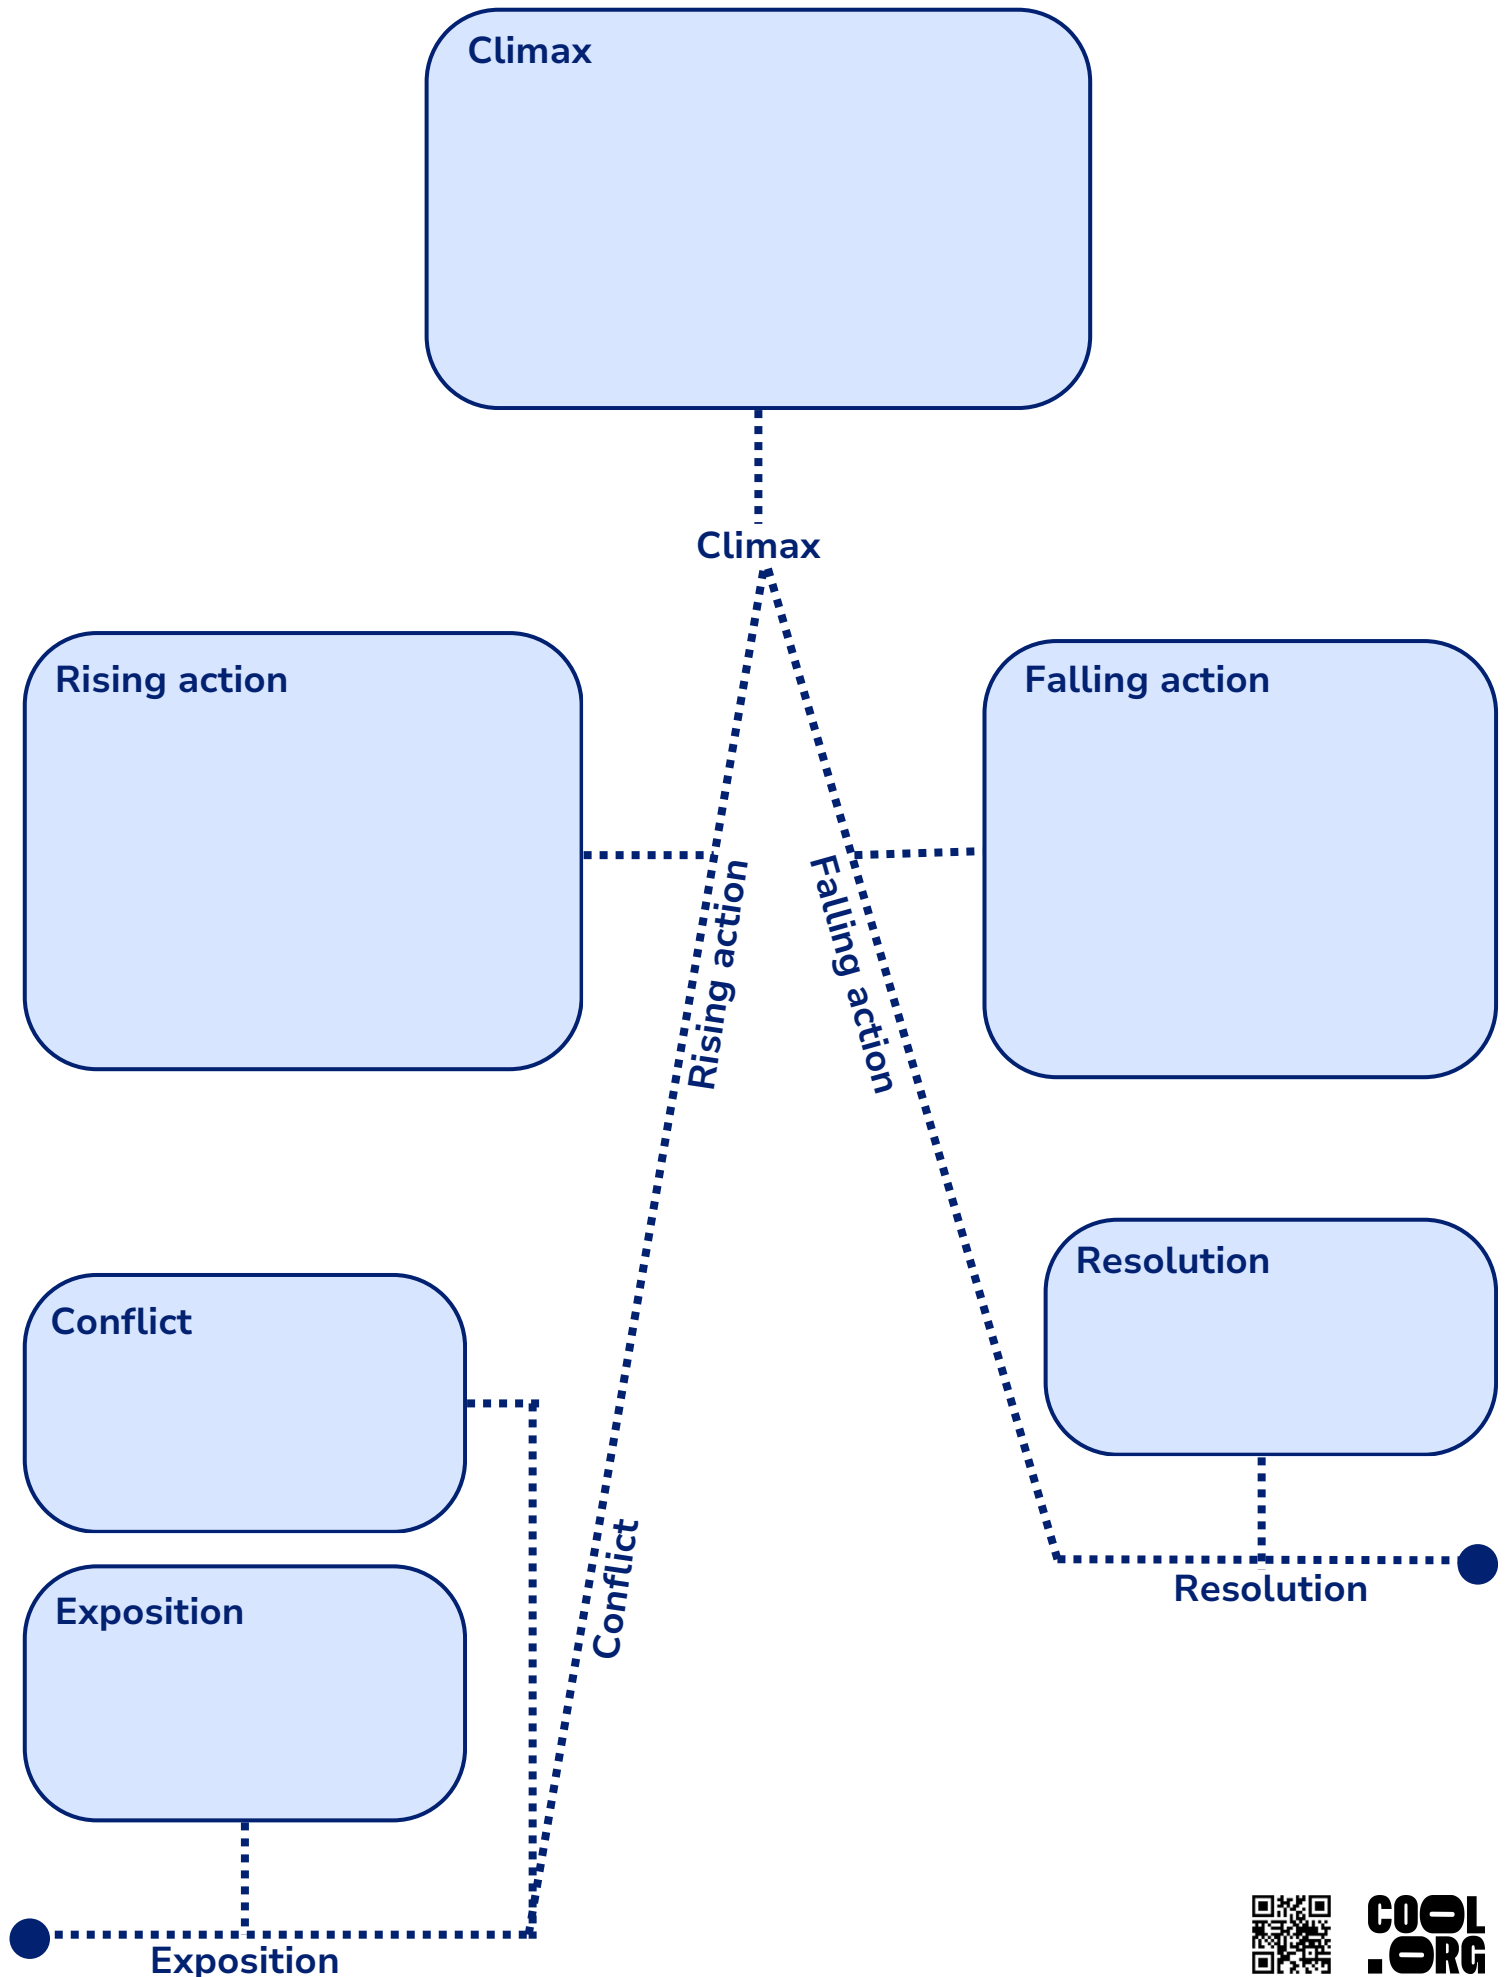 Climax
Climax
Rising action
Falling action
Rising action
Falling action
Resolution
Conflict
Conflict
Resolution
Exposition
Exposition
COOL
.ORG